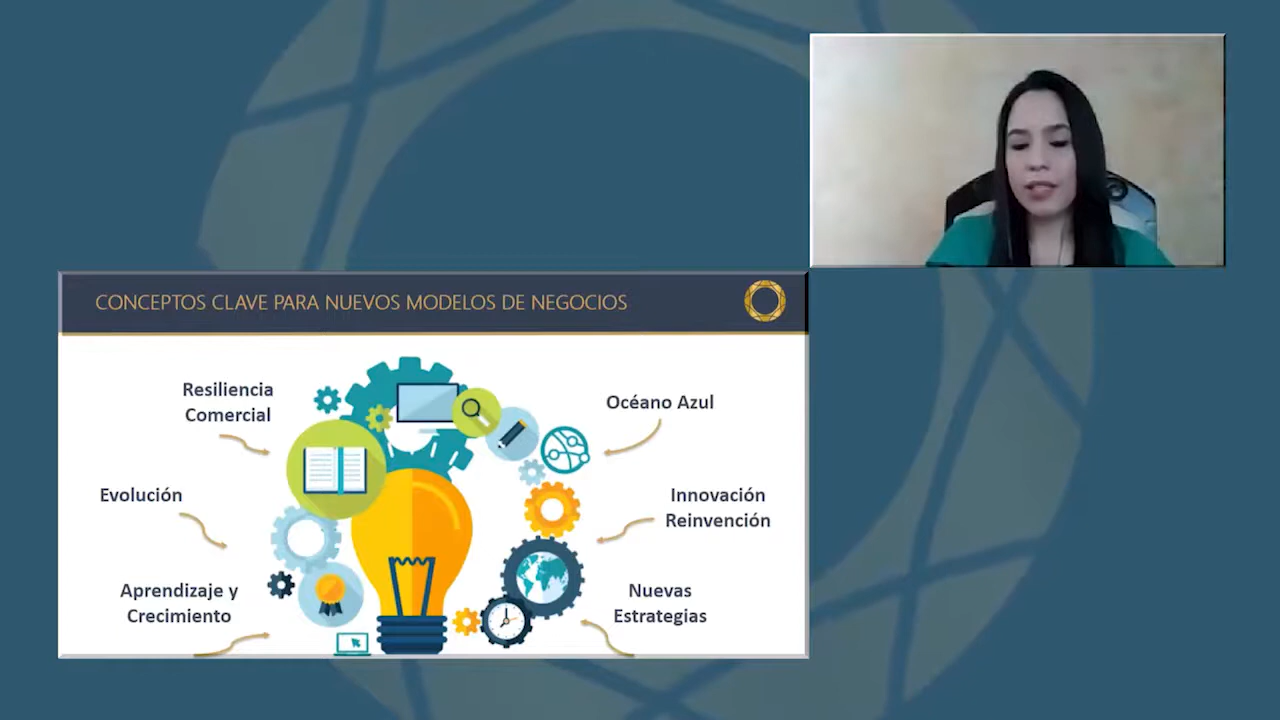 CONCEPTOS CLAVE PARA NUEVOS MODELOS DE NEGOCIOS
Resiliencia
Comercial
Evolución
Aprendizaje y
Crecimiento
Océano Azul
Innovación
Reinvención
Nuevas
Estrategias